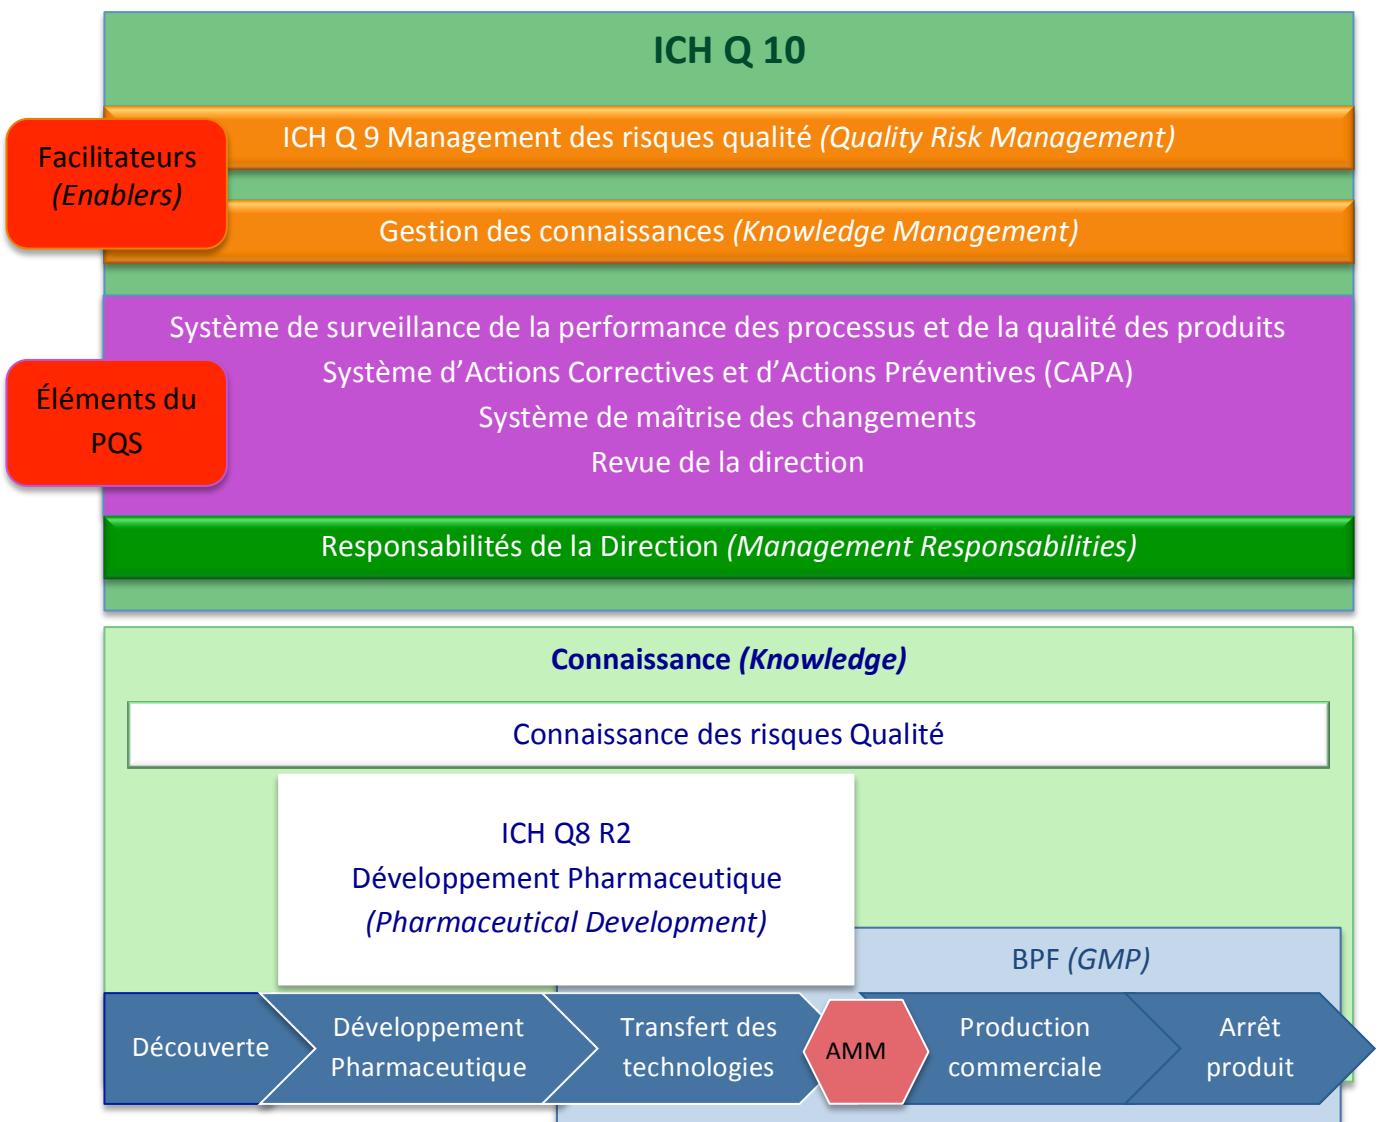 ICH Q 10
Facilitateurs
(Enablers)
ICH Q 9 Management des risques qualité (Quality Risk Management)
Gestion des connaissances (Knowledge Management)
Éléments du
PQS
Système de surveillance de la performance des processus et de la qualité des produits
Système d’Actions Correctives et d’Actions Préventives (CAPA)
Système de maîtrise des changements
Revue de la direction
Responsabilités de la Direction (Management Responsabilities)
Connaissance (Knowledge)
Connaissance des risques Qualité
ICH Q8 R2
Développement Pharmaceutique
(Pharmaceutical Development)
BPF (GMP)
Découverte
Développement
Pharmaceutique
Transfert des
technologies
AMM
Production
commerciale
Arrêt
produit